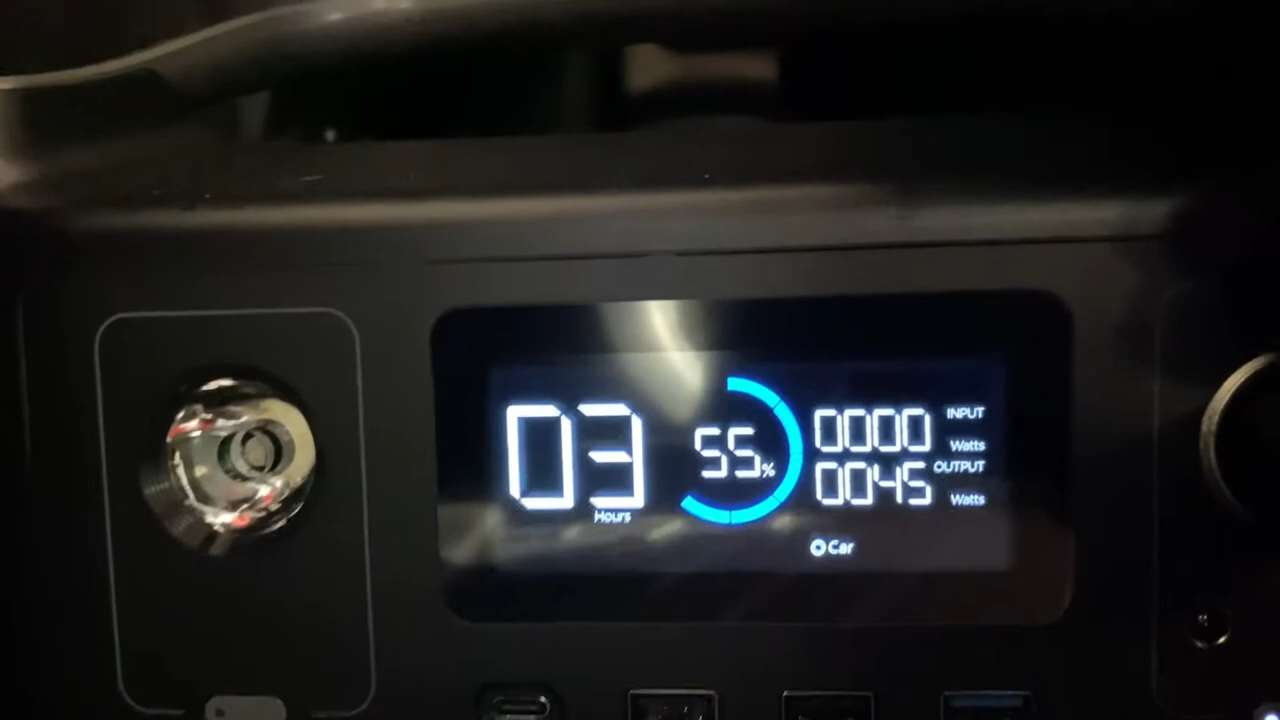 03
Hours
55%
0000 INPUT
Watts
0045 OUTPUT
Watts
Car